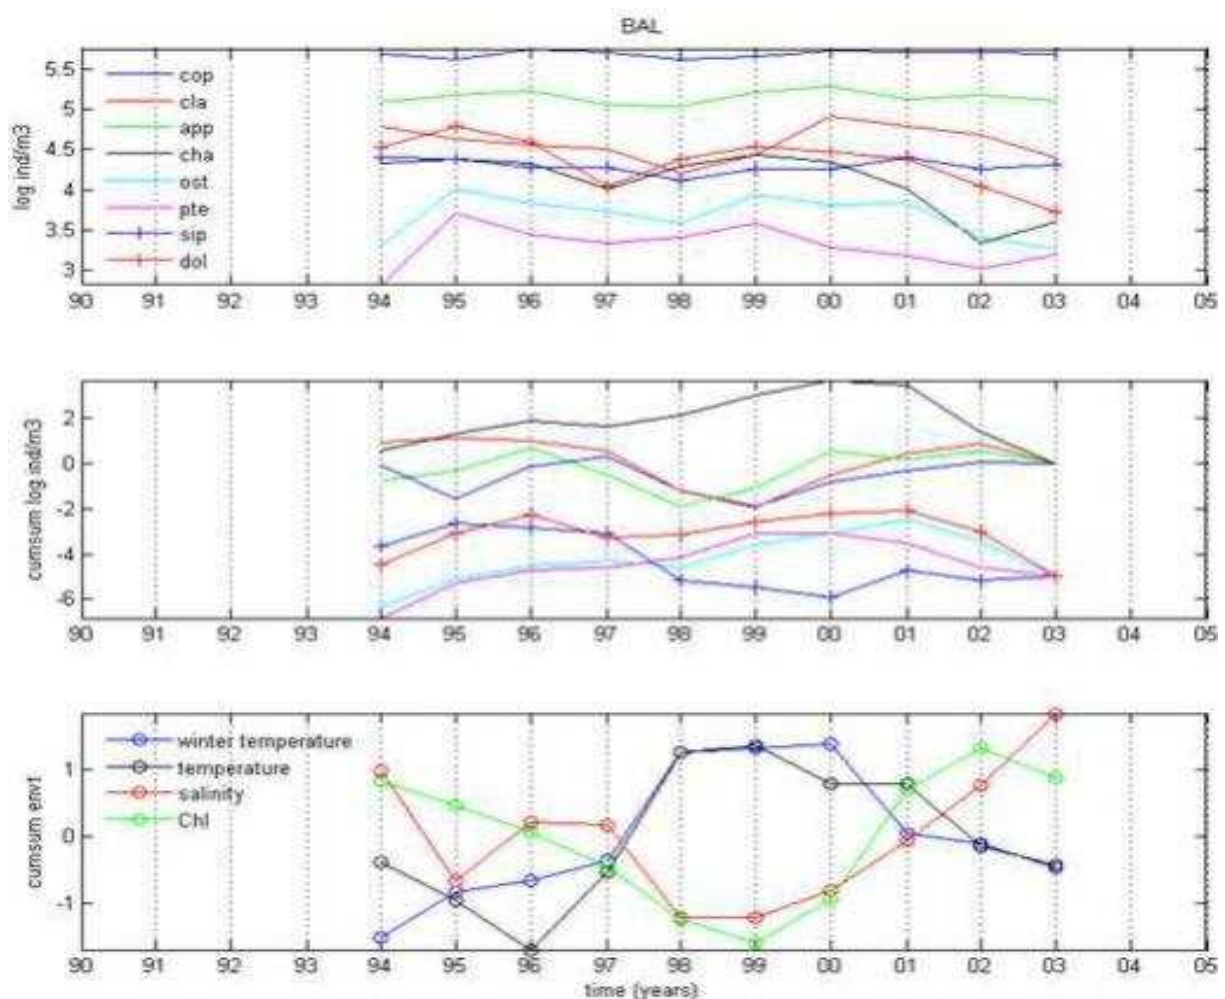 BAL
log ind/m3
5.5
5
4.5
4
3.5
3
cop
cla
app
cha
ost
pte
sip
dol
90 91 92 93 94 95 96 97 98 99 00 01 02 03 04 05
cumsum log ind/m3
2
0
-2
-4
-6
90 91 92 93 94 95 96 97 98 99 00 01 02 03 04 05
cumsum env1
1
0
-1
winter temperature
temperature
salinity
Chl
90 91 92 93 94 95 96 97 98 99 00 01 02 03 04 05
time (years)